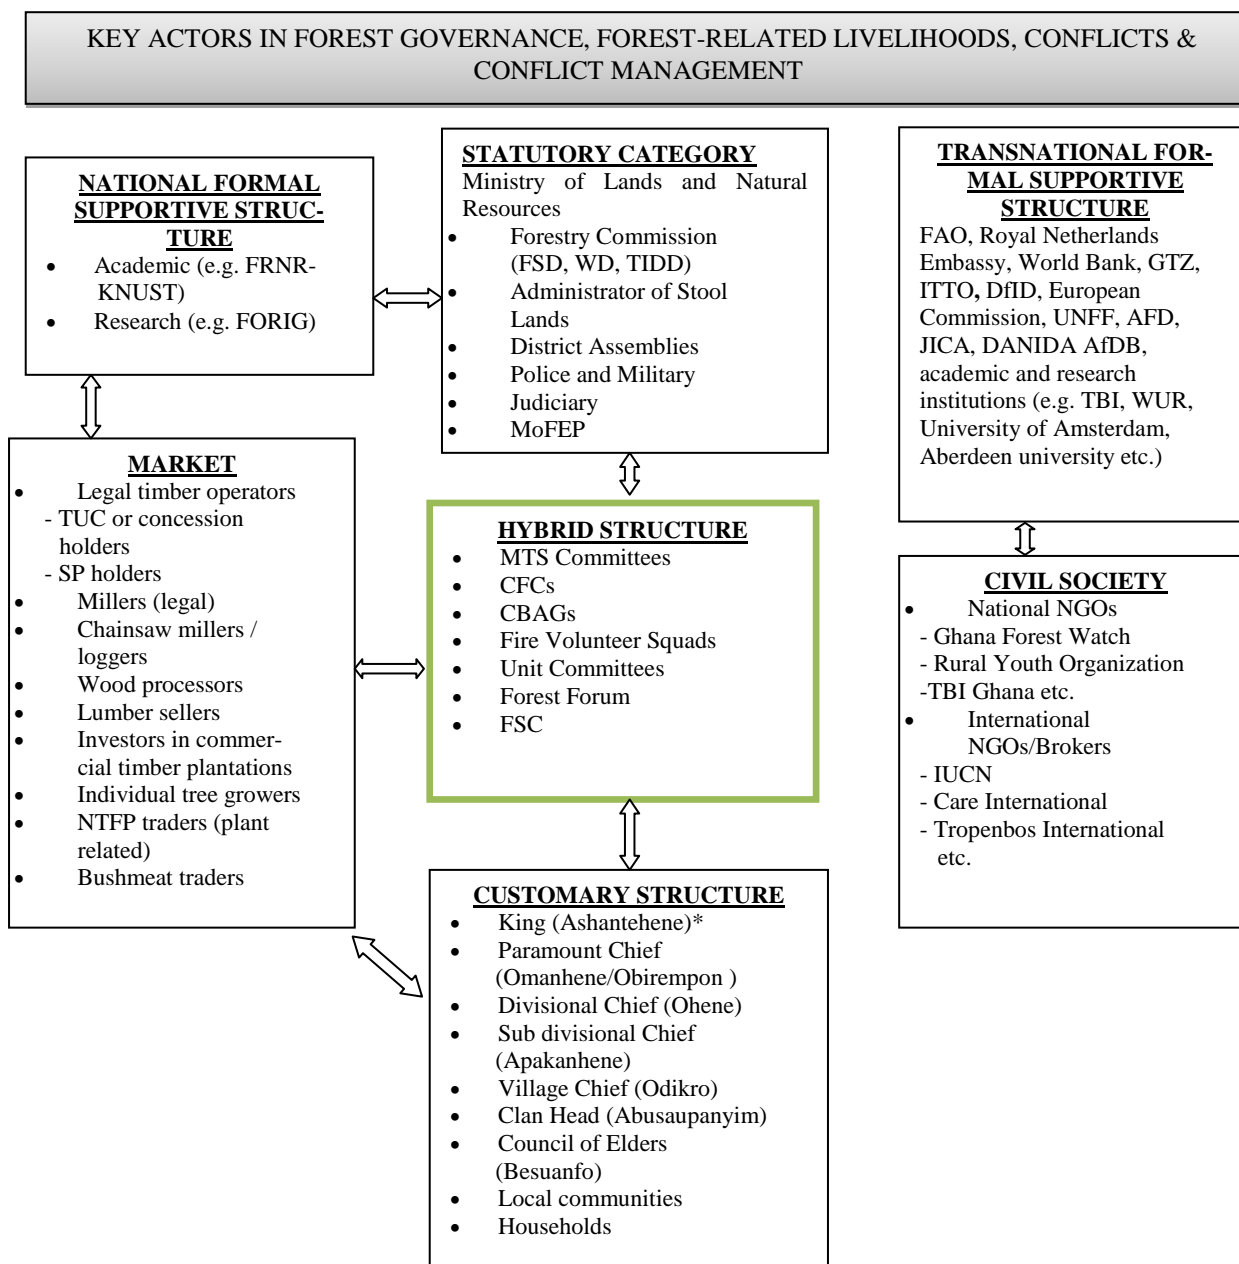 KEY ACTORS IN FOREST GOVERNANCE, FOREST-RELATED LIVELIHOODS, CONFLICTS &
CONFLICT MANAGEMENT
NATIONAL FORMAL
SUPPORTIVE STRUC-
TURE
• Academic (e.g. FRNR-
KNUST)
• Research (e.g. FORIG)
STATUTORY CATEGORY
Ministry of Lands and Natural
Resources
• Forestry Commission
(FSD, WD, TIDD)
• Administrator of Stool
Lands
• District Assemblies
• Police and Military
• Judiciary
• MoFEP
TRANSNATIONAL FOR-
MAL SUPPORTIVE
STRUCTURE
FAO, Royal Netherlands
Embassy, World Bank, GTZ,
ITTO, DfID, European
Commission, UNFF, AFD,
JICA, DANIDA AfDB,
academic and research
institutions (e.g. TBI, WUR,
University of Amsterdam,
Aberdeen university etc.)
MARKET
• Legal timber operators
- TUC or concession
holders
- SP holders
• Millers (legal)
• Chainsaw millers /
loggers
• Wood processors
• Lumber sellers
• Investors in commer-
cial timber plantations
• Individual tree growers
• NTFP traders (plant
related)
• Bushmeat traders
HYBRID STRUCTURE
• MTS Committees
• CFCs
• CBAGs
• Fire Volunteer Squads
• Unit Committees
• Forest Forum
• FSC
CIVIL SOCIETY
• National NGOs
- Ghana Forest Watch
- Rural Youth Organization
-TBI Ghana etc.
• International
NGOs/Brokers
- IUCN
- Care International
- Tropenbos International
etc.
CUSTOMARY STRUCTURE
• King (Ashantehene)*
• Paramount Chief
(Omanhene/Obirempon )
• Divisional Chief (Ohene)
• Sub divisional Chief
(Apakanhene)
• Village Chief (Odikro)
• Clan Head (Abusaupanyim)
• Council of Elders
(Besuanfo)
• Local communities
• Households